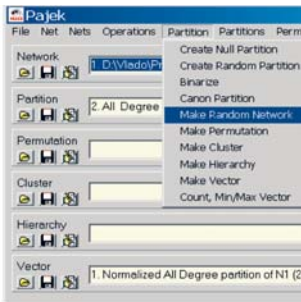 Pajek
File Net Nets Operations Partition Partitions Perm
Network
1 D:\Vlado\Pr
Partition
2. All Degree
Permutation
Cluster
Hierarchy
Vector
1. Normalized All Degree partition of N1 (2
Create Null Partition
Create Random Partition
Binarize
Canon Partition
Make Random Network
Make Permutation
Make Cluster
Make Hierarchy
Make Vector
Count, Min/Max Vector